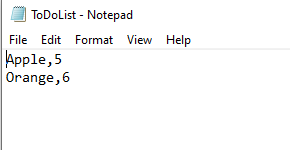 ToDoList - Notepad
File Edit Format View Help
Apple,5
Orange,6